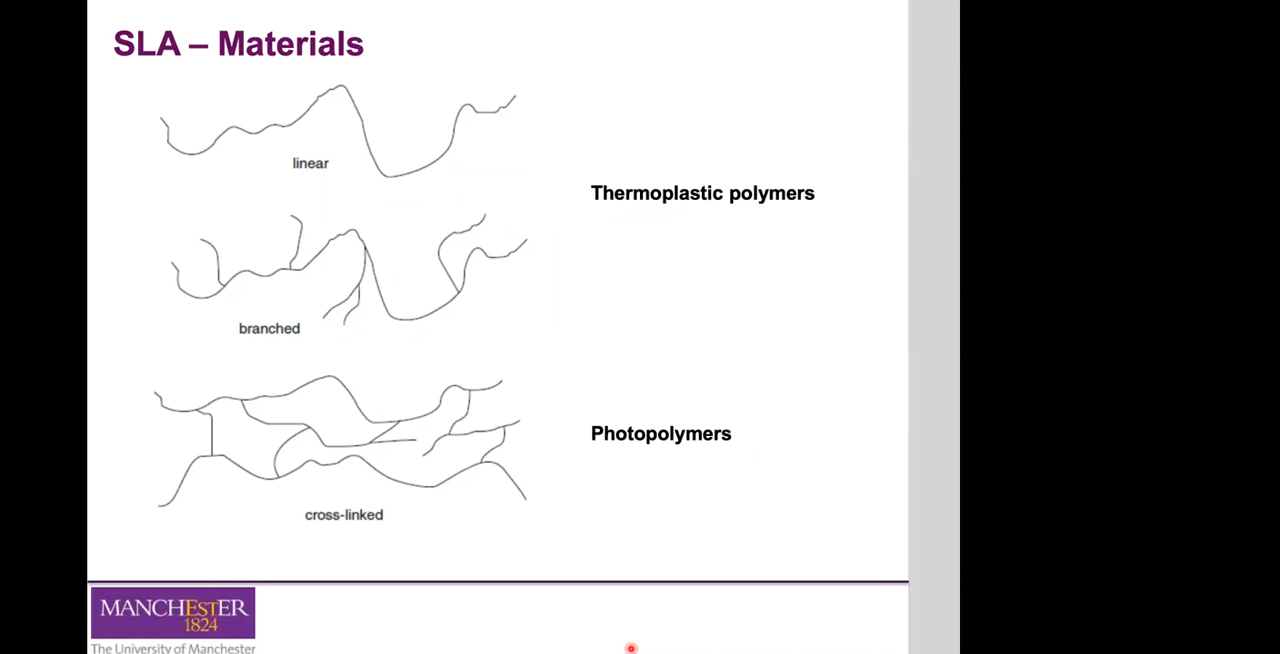 SLA – Materials
linear
Thermoplastic polymers
branched
Photopolymers
cross-linked
MANCHESTER
1824
The University of Manchester